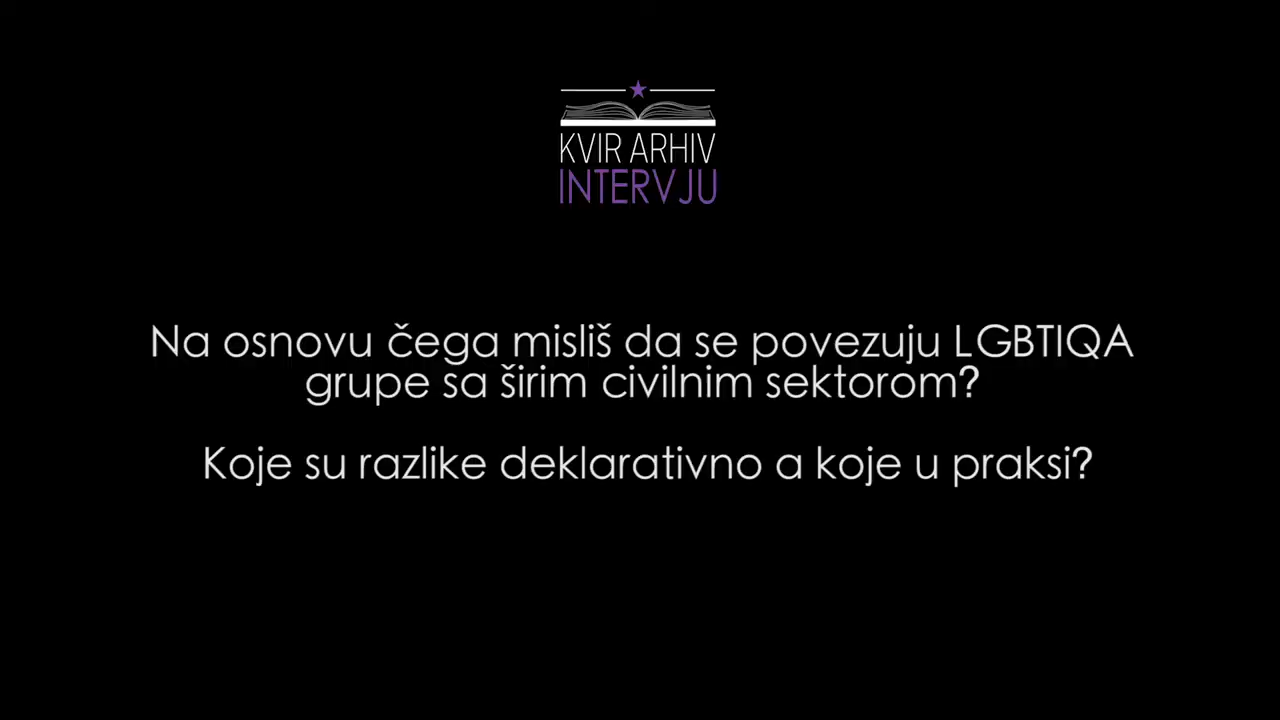 KVIR ARHIV
INTERVJU
Na osnovu čega misliš da se povezuju LGBTIQA
grupe sa širim civilnim sektorom?
Koje su razlike deklarativno a koje u praksi?